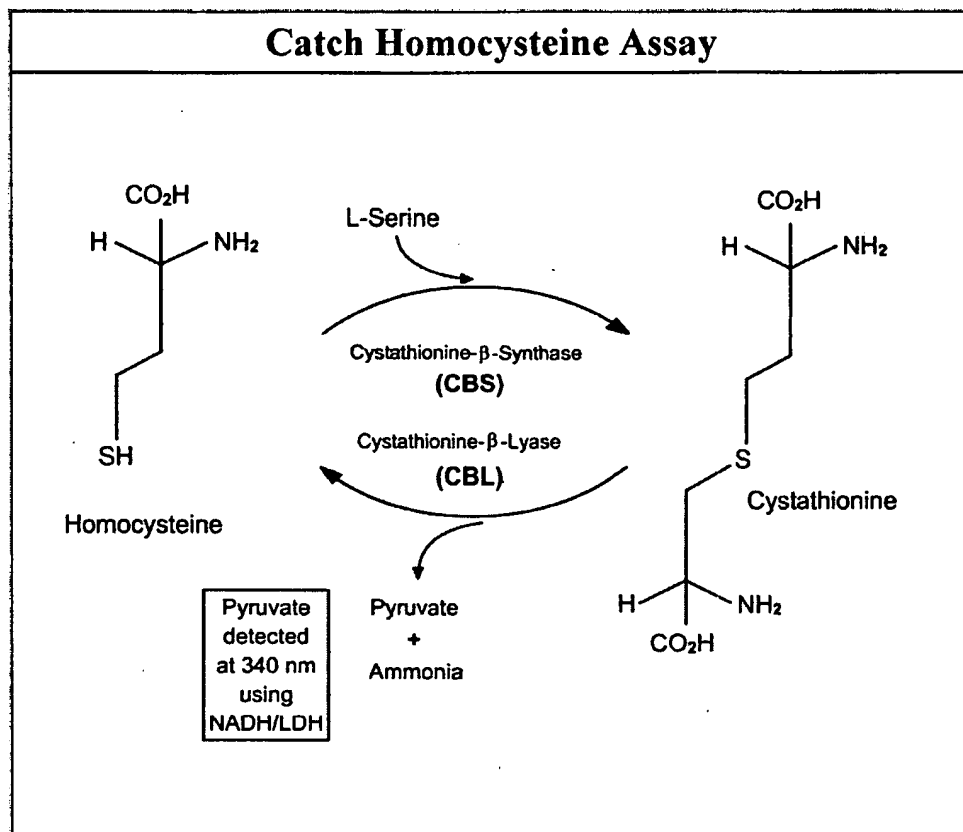 Catch Homocysteine Assay
CO₂H
H
NH₂
SH
Homocysteine
L-Serine
Cystathionine-β-Synthase
(CBS)
Cystathionine-β-Lyase
(CBL)
Pyruvate
+
Ammonia
Pyruvate
detected
at 340 nm
using
NADH/LDH
CO₂H
H
NH₂
S
Cystathionine
H
NH₂
CO₂H